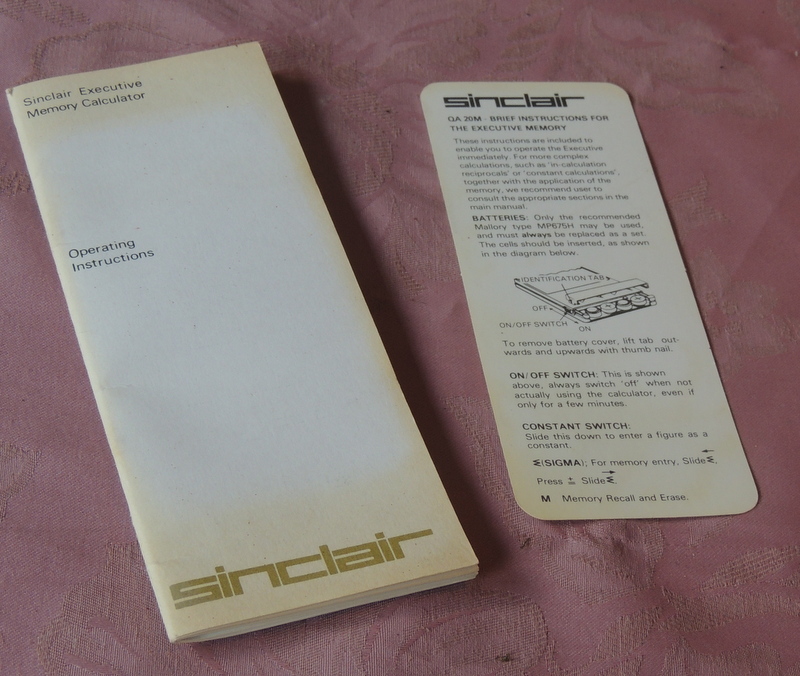 Sinclair Executive
Memory Calculator
Operating
Instructions
sinclair
sinclair
QA 20M - BRIEF INSTRUCTIONS FOR
THE EXECUTIVE MEMORY
These instructions are included to
enable you to operate the Executive
immediately. For more complex
calculations, such as 'in-calculation
reciprocals' or 'constant calculations',
together with the application of the
memory, we recommend user to
consult the appropriate sections in the
main manual.
BATTERIES: Only the recommended
Mallory type MP675H may be used,
and must always be replaced as a set.
The cells should be inserted, as shown
in the diagram below.
IDENTIFICATION TAB
OFF
ON/OFF SWITCH
ON
To remove battery cover, lift tab out-
wards and upwards with thumb nail.
ON/OFF SWITCH: This is shown
above, always switch 'off' when not
actually using the calculator, even if
only for a few minutes.
CONSTANT SWITCH:
Slide this down to enter a figure as a
constant.
Σ(SIGMA); For memory entry, Slide Σ,
Press ± Slide Σ.
M Memory Recall and Erase.